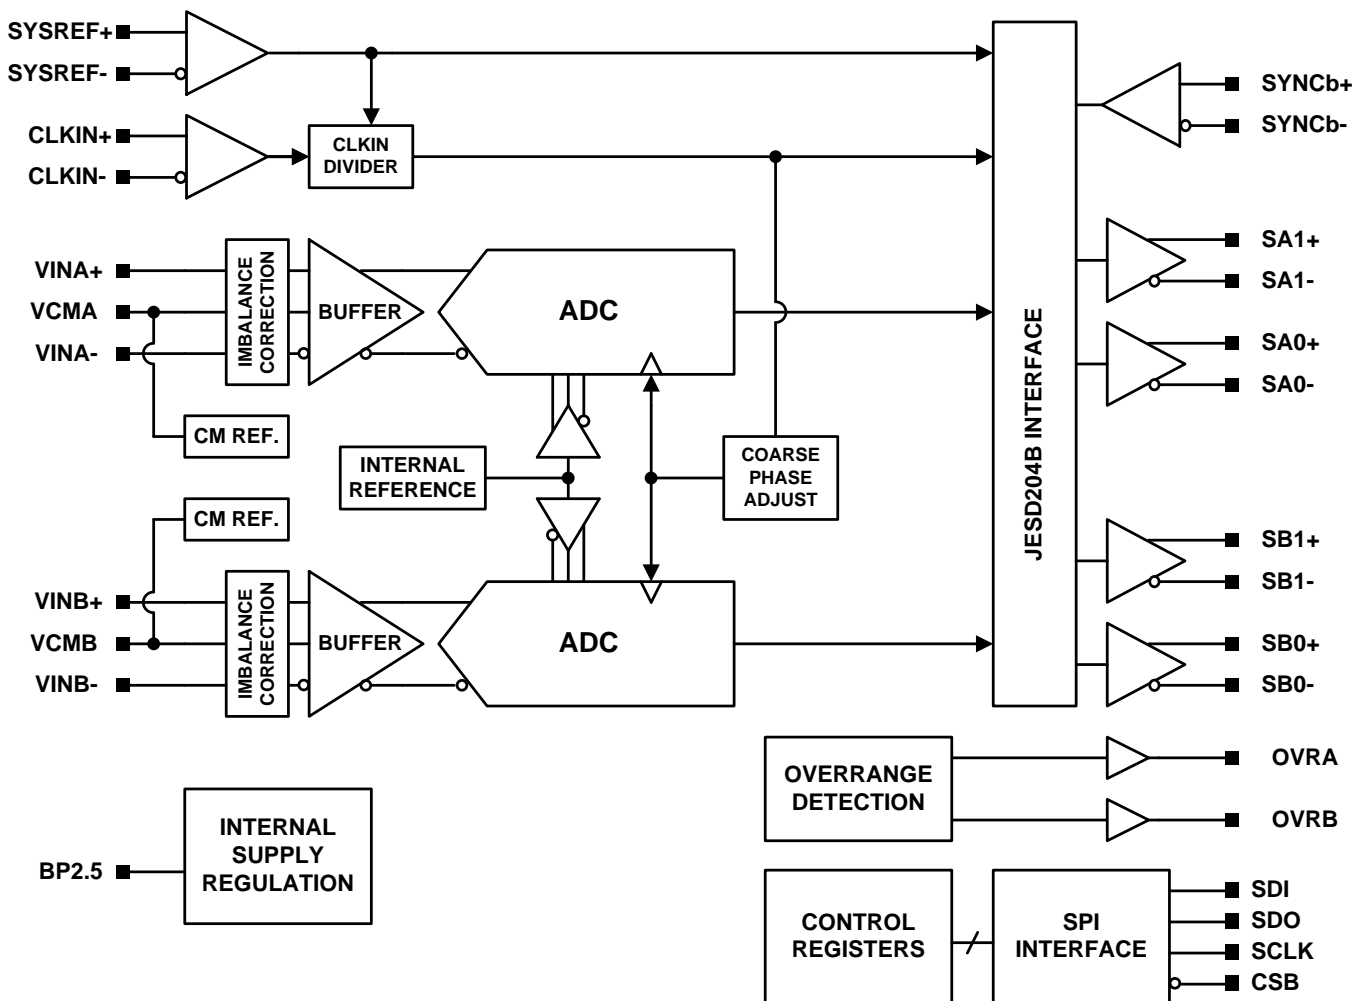 SYSREF+
SYSREF-
CLKIN+
CLKIN-
CLKIN
DIVIDER
SYNCb+
SYNCb-
VINA+
VCMA
VINA-
IMBALANCE
CORRECTION
BUFFER
ADC
CM REF.
INTERNAL
REFERENCE
COARSE
PHASE
ADJUST
JESD204B INTERFACE
SA1+
SA1-
SA0+
SA0-
CM REF.
VINB+
VCMB
VINB-
IMBALANCE
CORRECTION
BUFFER
ADC
SB1+
SB1-
SB0+
SB0-
OVERRANGE
DETECTION
OVRA
OVRB
BP2.5
INTERNAL
SUPPLY
REGULATION
CONTROL
REGISTERS
SPI
INTERFACE
SDI
SDO
SCLK
CSB